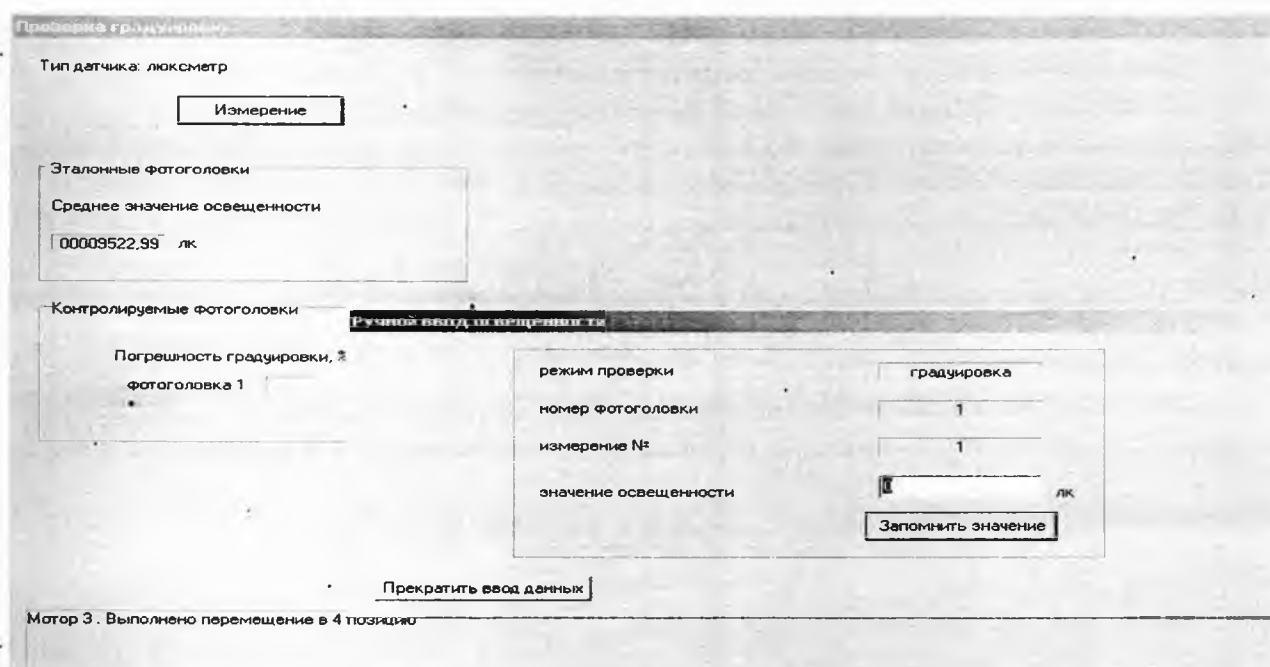 Проверка градуировки
Тип датчика: люксметр
Измерение
Эталонные фотоголовки
Среднее значение освещенности
00009522,99 лк
Контролируемые фотоголовки
Погрешность градуировки, %
фотоголовка 1
Ручной ввод освещенности
режим проверки градуировка
номер фотоголовки 1
измерение № 1
значение освещенности 0 лк
Запомнить значение
Прекратить ввод данных
Мотор 3 . Выполнено перемещение в 4 позицию